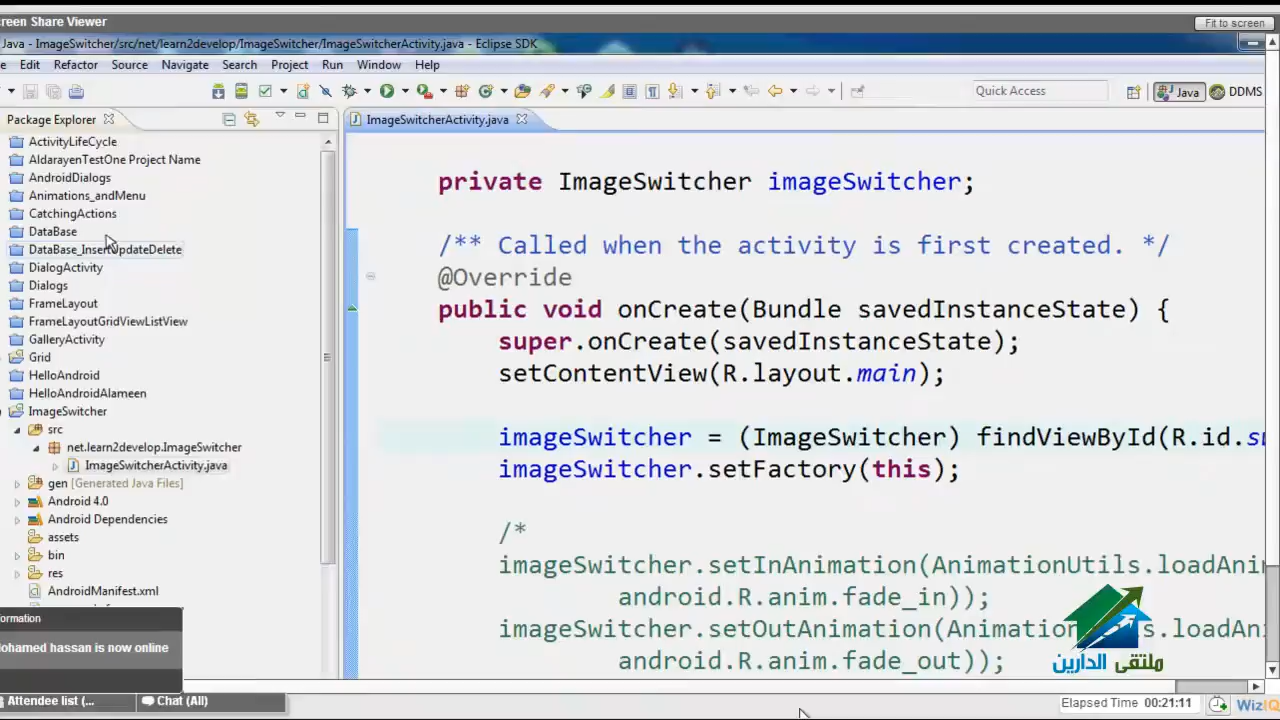 reen Share Viewer
Fit to screen
Java - ImageSwitcher/src/net/learn2develop/ImageSwitcher/ImageSwitcherActivity.java - Eclipse SDK
e Edit Refactor Source Navigate Search Project Run Window Help
Quick Access
Java
DDMS
Package Explorer
ImageSwitcherActivity.java
ActivityLifeCycle
AldarayenTestOne Project Name
AndroidDialogs
Animations_andMenu
CatchingActions
DataBase
DataBase_InsertUpdateDelete
DialogActivity
Dialogs
FrameLayout
FrameLayoutGridViewListView
GalleryActivity
Grid
HelloAndroid
HelloAndroidAlameen
ImageSwitcher
src
net.learn2develop.ImageSwitcher
ImageSwitcherActivity.java
gen [Generated Java Files]
Android 4.0
Android Dependencies
assets
bin
res
AndroidManifest.xml
private ImageSwitcher imageSwitcher;
/** Called when the activity is first created. */
@Override
public void onCreate(Bundle savedInstanceState) {
super.onCreate(savedInstanceState);
setContentView(R.layout.main);
imageSwitcher = (ImageSwitcher) findViewById(R.id.s
imageSwitcher.setFactory(this);
/*
imageSwitcher.setInAnimation(AnimationUtils.loadAni
android.R.anim.fade_in));
imageSwitcher.setOutAnimation(Animation s.loadAni
android.R.anim.fade_out));
ملتقى الدارين
formation
ohamed hassan is now online
Attendee list (...
Chat (All)
Elapsed Time 00:21:11
WizIQ